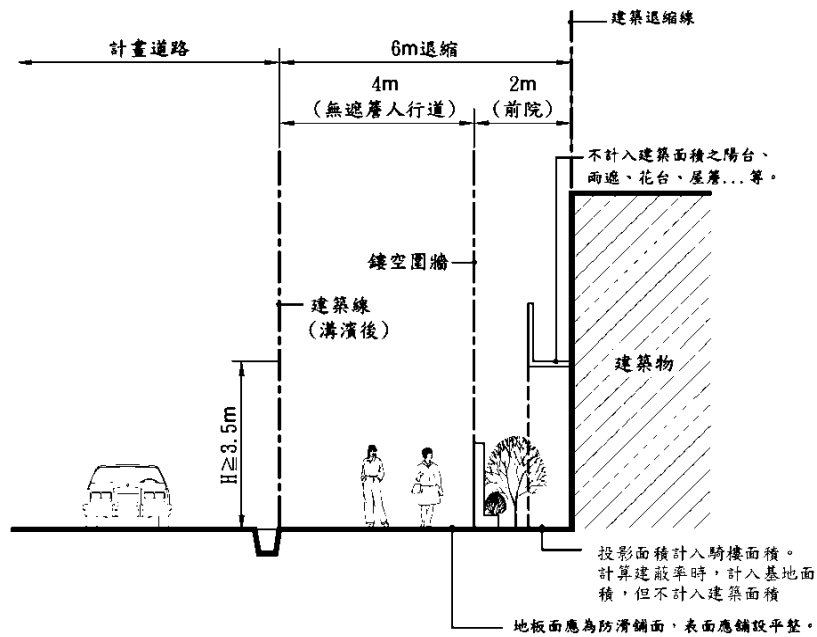 建築退縮線
計畫道路
6m退縮
4m
（無遮簷人行道）
2m
（前院）
不計入建築面積之陽台、
雨遮、花台、屋簷...等。
鏤空圍牆
建築線
（溝濱後）
建築物
H≧3.5m
投影面積計入騎樓面積。
計算建蔽率時，計入基地面
積，但不計入建築面積
地板面應為防滑鋪面，表面應舖設平整。